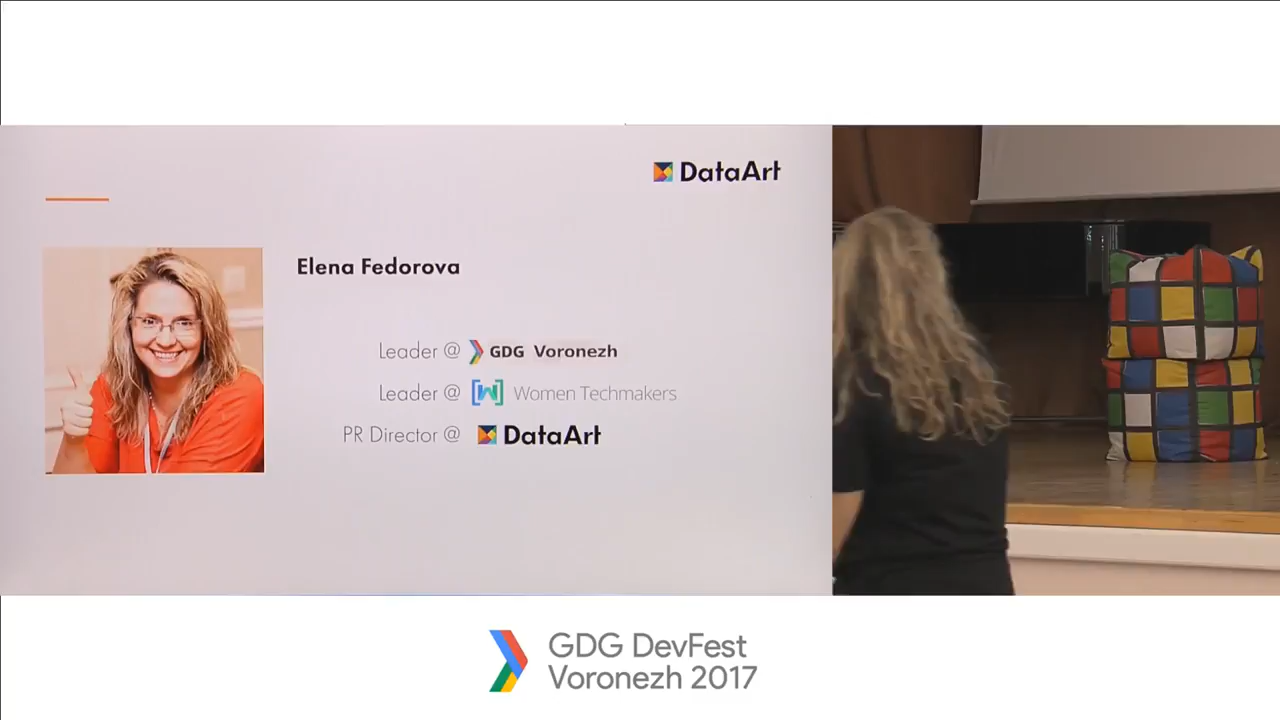 DataArt
Elena Fedorova
Leader @ GDG Voronezh
Leader @ [W] Women Techmakers
PR Director @ DataArt
GDG DevFest
Voronezh 2017